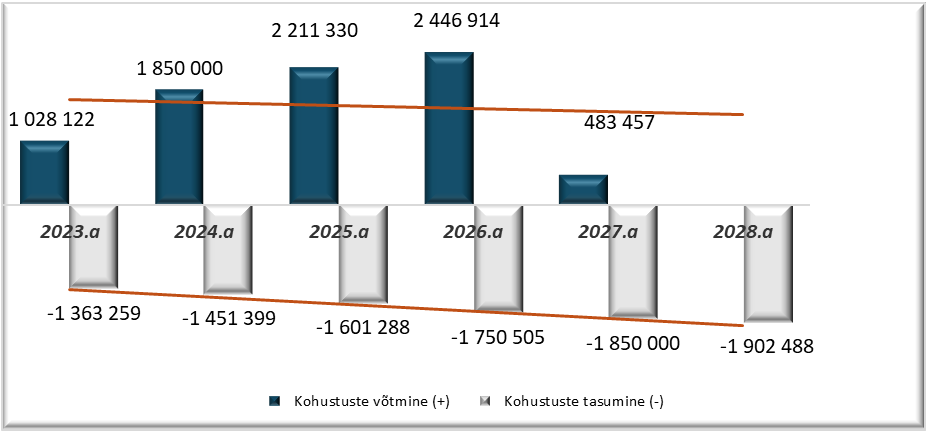 2 446 914
2 211 330
1 850 000
1 028 122
483 457
2023.a 2024.a 2025.a 2026.a 2027.a 2028.a
-1 363 259
-1 451 399
-1 601 288
-1 750 505
-1 850 000
-1 902 488
Kohustuste võtmine (+) Kohustuste tasumine (-)